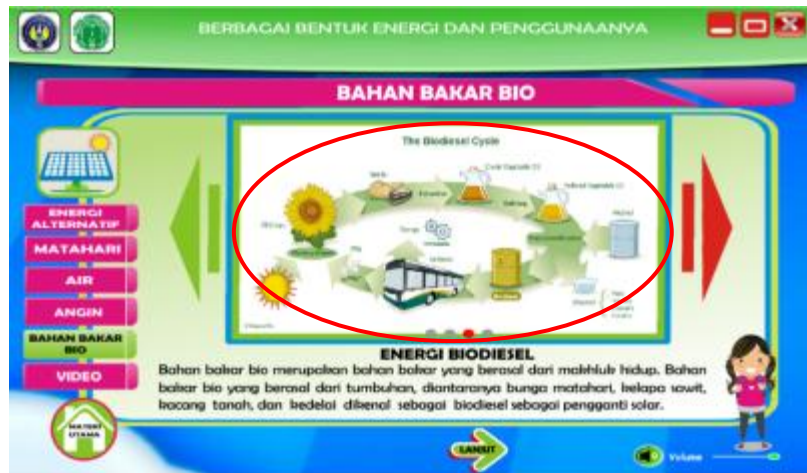 BERBAGAI BENTUK ENERGI DAN PENGGUNAANYA
BAHAN BAKAR BIO
The Biodiesel Cycle
ENERGI
ALTERNATIF
MATAHARI
AIR
ANGIN
BAHAN BAKAR
BIO
VIDEO
MATERI
UTAMA
ENERGI BIODIESEL
Bahan bakar bio merupakan bahan bakar yang berasal dari makhluk hidup. Bahan
bakar bio yang berasal dari tumbuhan, diantaranya bunga matahari, kelapa sawit,
kacang tanah, dan kedelai dikenal sebagai biodiesel sebagai pengganti solar.
LANJUT
Volume